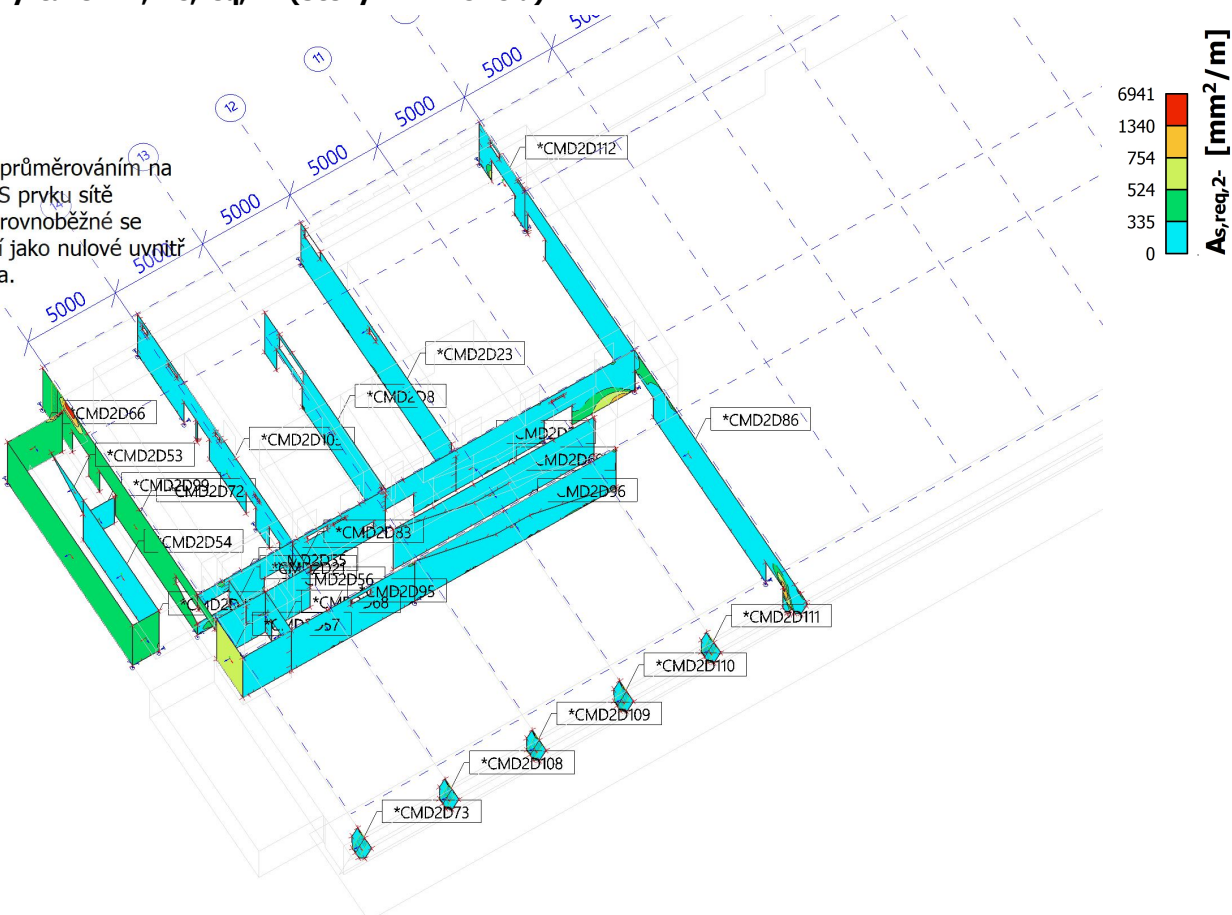 průměrováním na
S prvku sítě
rovnoběžné se
í jako nulové uvnitř
a.
11
12
13
14
5000
5000
5000
5000
5000
5000
6941
1340
754
524
335
0
As,req,2- [mm²/m]
*CMD2D112
*CMD2D23
*CMD2D8
*CMD2D66
*CMD2D53
*CMD2D99
*CMD2D72
*CMD2D54
*CMD2D86
CMD2D96
*CMD2D83
CMD2D56
CMD2D95
*CMD2D111
*CMD2D110
*CMD2D109
*CMD2D108
*CMD2D73